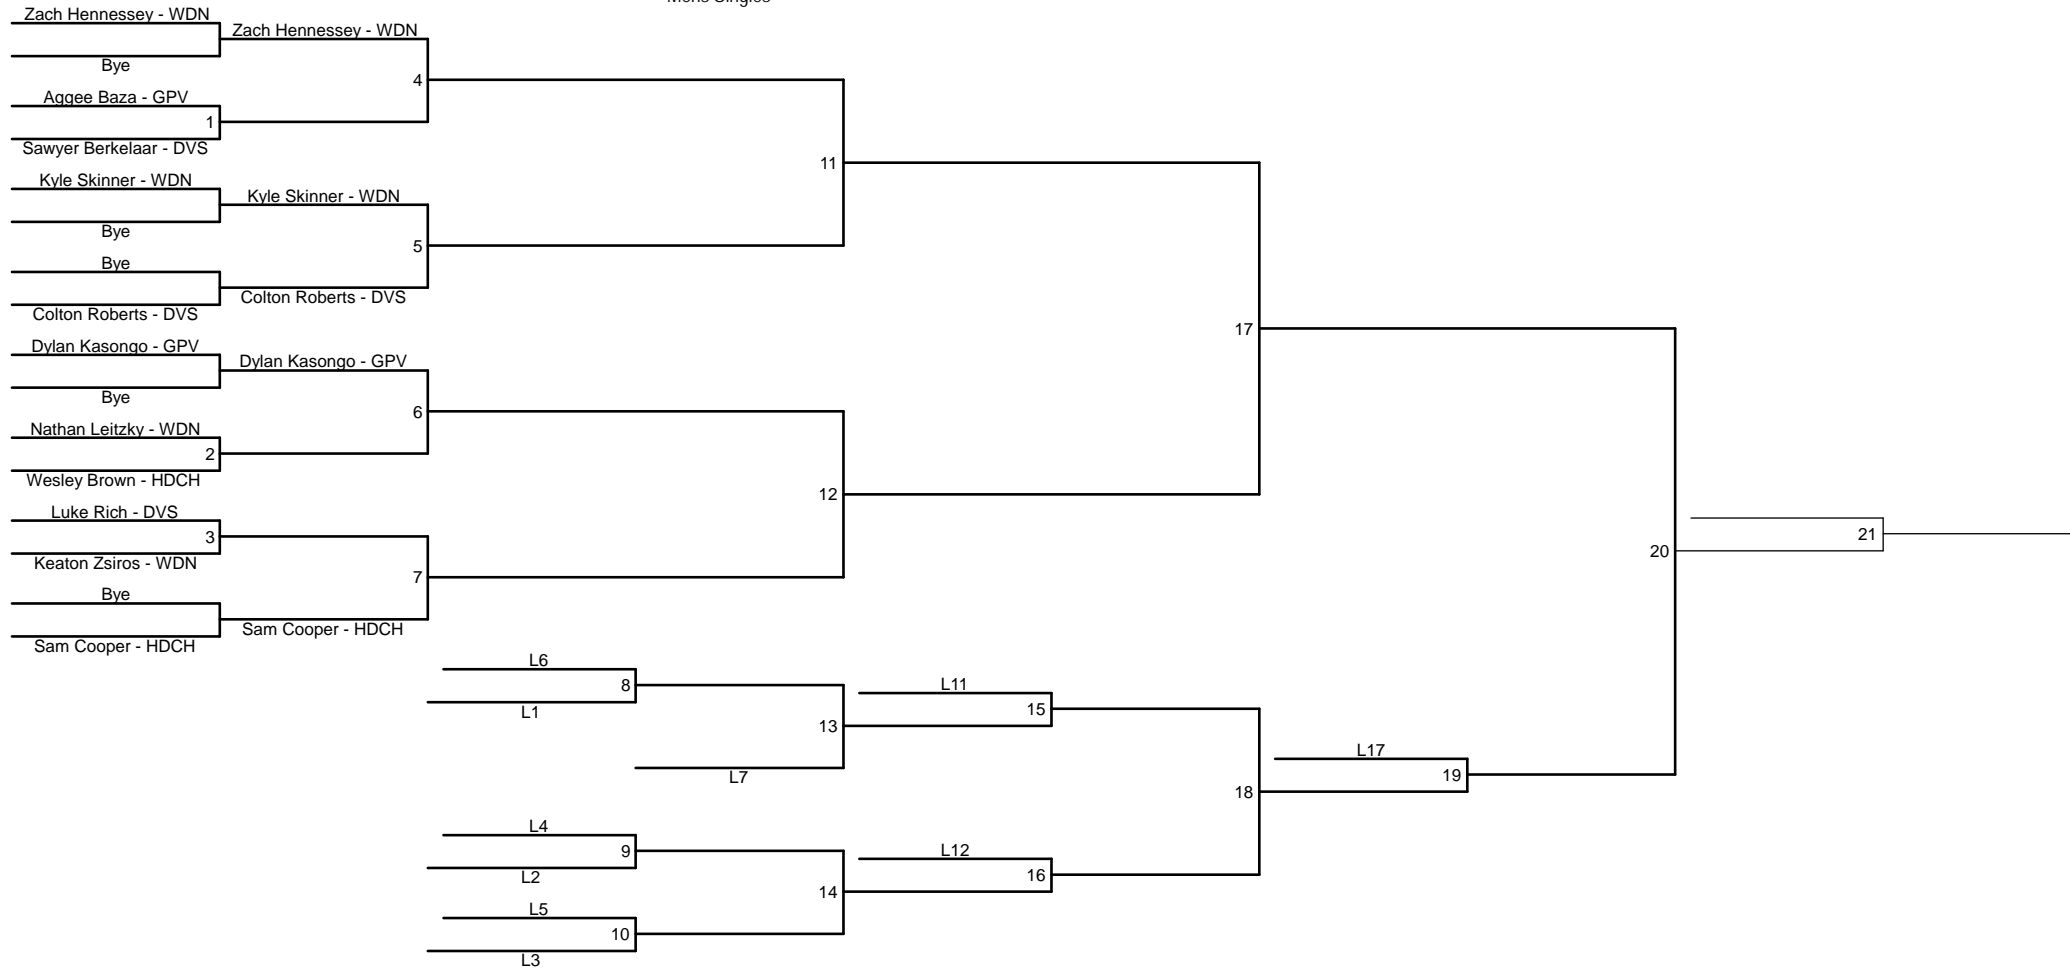 Mens Singles
Zach Hennessey - WDN
Zach Hennessey - WDN
Bye
4
Aggee Baza - GPV
1
Sawyer Berkelaar - DVS
11
Kyle Skinner - WDN
Kyle Skinner - WDN
Bye
5
Bye
Colton Roberts - DVS
Colton Roberts - DVS
17
Dylan Kasongo - GPV
Dylan Kasongo - GPV
Bye
6
Nathan Leitzky - WDN
2
Wesley Brown - HDCH
12
Luke Rich - DVS
3
21
20
Keaton Zsiros - WDN
7
Bye
Sam Cooper - HDCH
Sam Cooper - HDCH
L6
8
L11
L1
15
13
L17
L7
19
18
L4
9
L12
L2
16
14
L5
10
L3